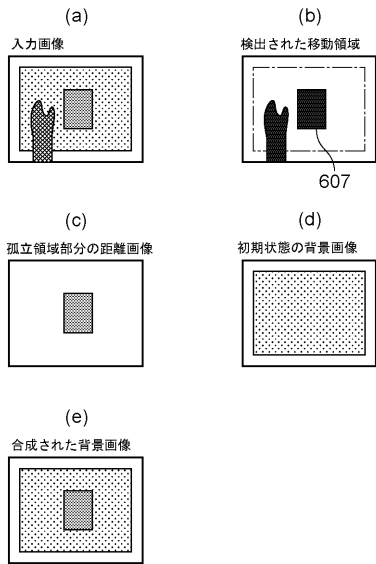 (a)
入力画像
(b)
検出された移動領域
607
(c)
孤立領域部分の距離画像
(d)
初期状態の背景画像
(e)
合成された背景画像